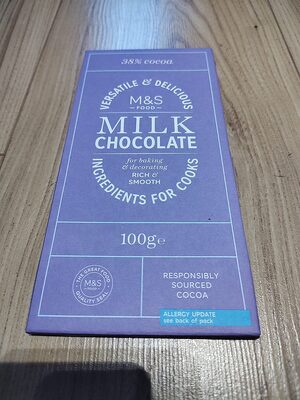 38% cocoa
VERSATILE & DELICIOUS
M&S
FOOD
MILK
CHOCOLATE
for baking
& decorating
RICH &
SMOOTH
INGREDIENTS FOR COOKS
100g e
THE GREAT FOOD
M&S
FOOD
QUALITY SEAL
RESPONSIBLY
SOURCED
COCOA
ALLERGY UPDATE
see back of pack